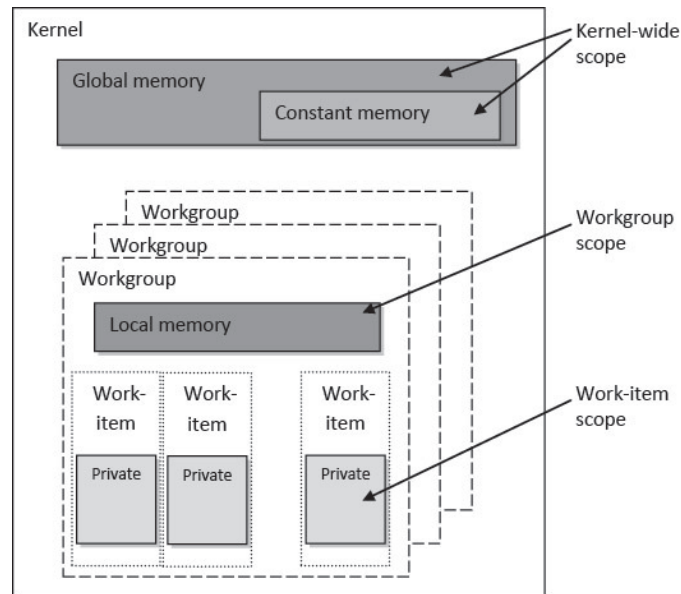 Kernel
Kernel-wide
scope
Global memory
Constant memory
Workgroup
Workgroup
Workgroup
Workgroup
scope
Local memory
Work-
item
Work-
item
Work-
item
Work-item
scope
Private
Private
Private